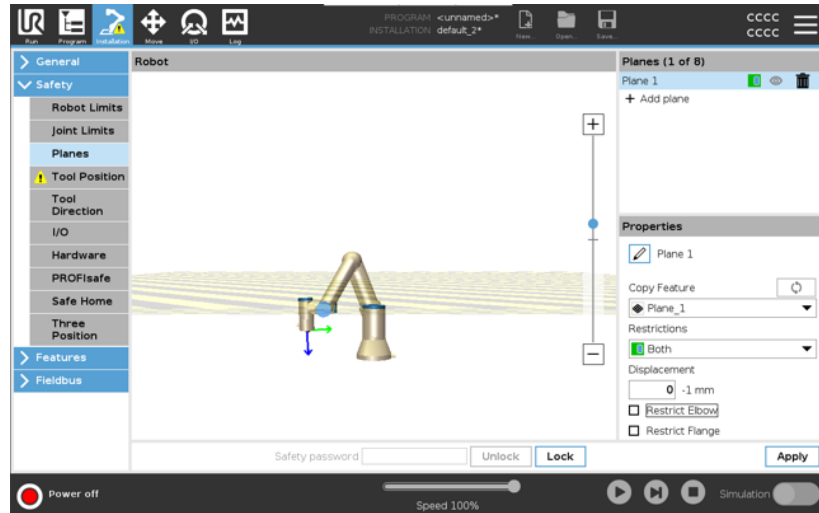 UR
PROGRAM <unnamed>*
INSTALLATION default_2*
cccc
cccc
Run
Program
Installation
Move
I/O
Log
New...
Open...
Save...
General
Safety
Robot Limits
Joint Limits
Planes
Tool Position
Tool
Direction
I/O
Hardware
PROFIsafe
Safe Home
Three
Position
Features
Fieldbus
Robot
+
−
Planes (1 of 8)
Plane 1
+ Add plane
Properties
Plane 1
Copy Feature
Plane_1
Restrictions
Both
Displacement
0 -1 mm
Restrict Elbow
Restrict Flange
Safety password
Unlock
Lock
Apply
Power off
Speed 100%
Simulation